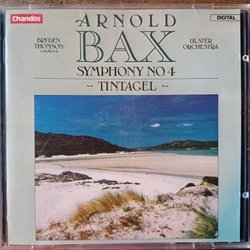 Chandos
DIGITAL
ARNOLD
BAX
BRYDEN
THOMSON
conductor
ULSTER
ORCHESTRA
SYMPHONY NO.4
~ TINTAGEL ~